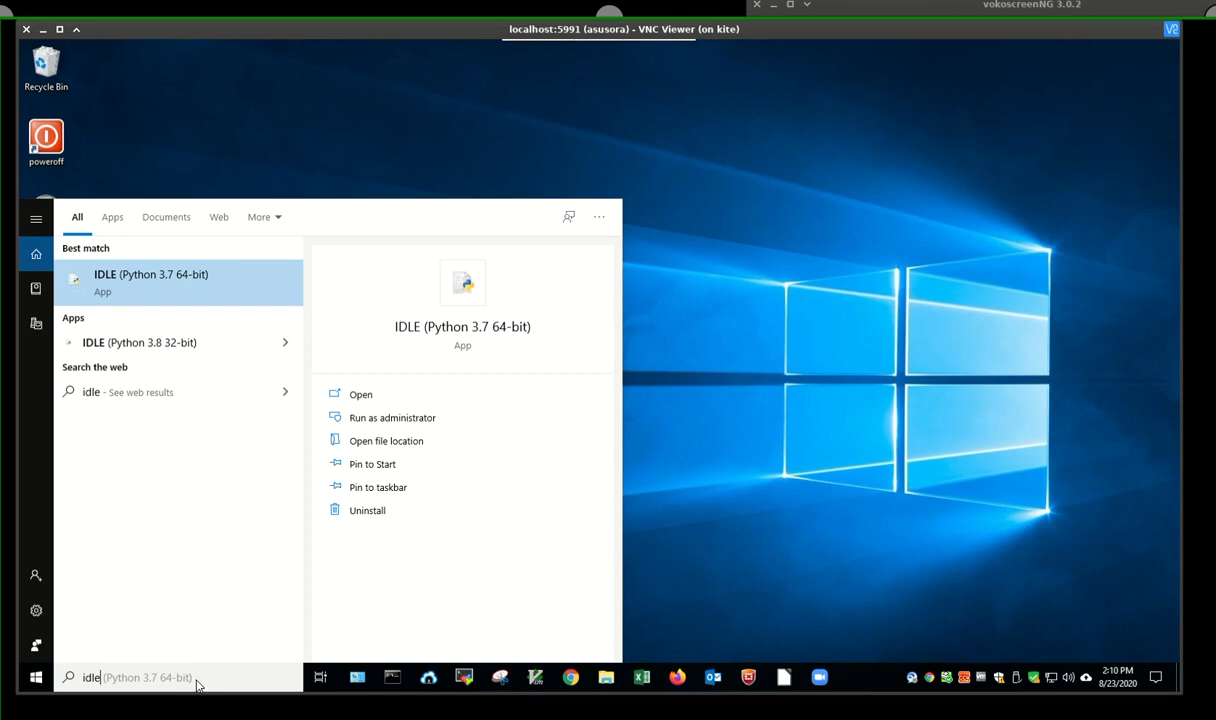 vokoscreenNG 3.0.2
localhost:5991 (asusora) - VNC Viewer (on kite)
Recycle Bin
poweroff
All Apps Documents Web More
Best match
IDLE (Python 3.7 64-bit)
App
Apps
IDLE (Python 3.8 32-bit)
Search the web
idle - See web results
IDLE (Python 3.7 64-bit)
App
Open
Run as administrator
Open file location
Pin to Start
Pin to taskbar
Uninstall
idle (Python 3.7 64-bit)
2:10 PM
8/23/2020